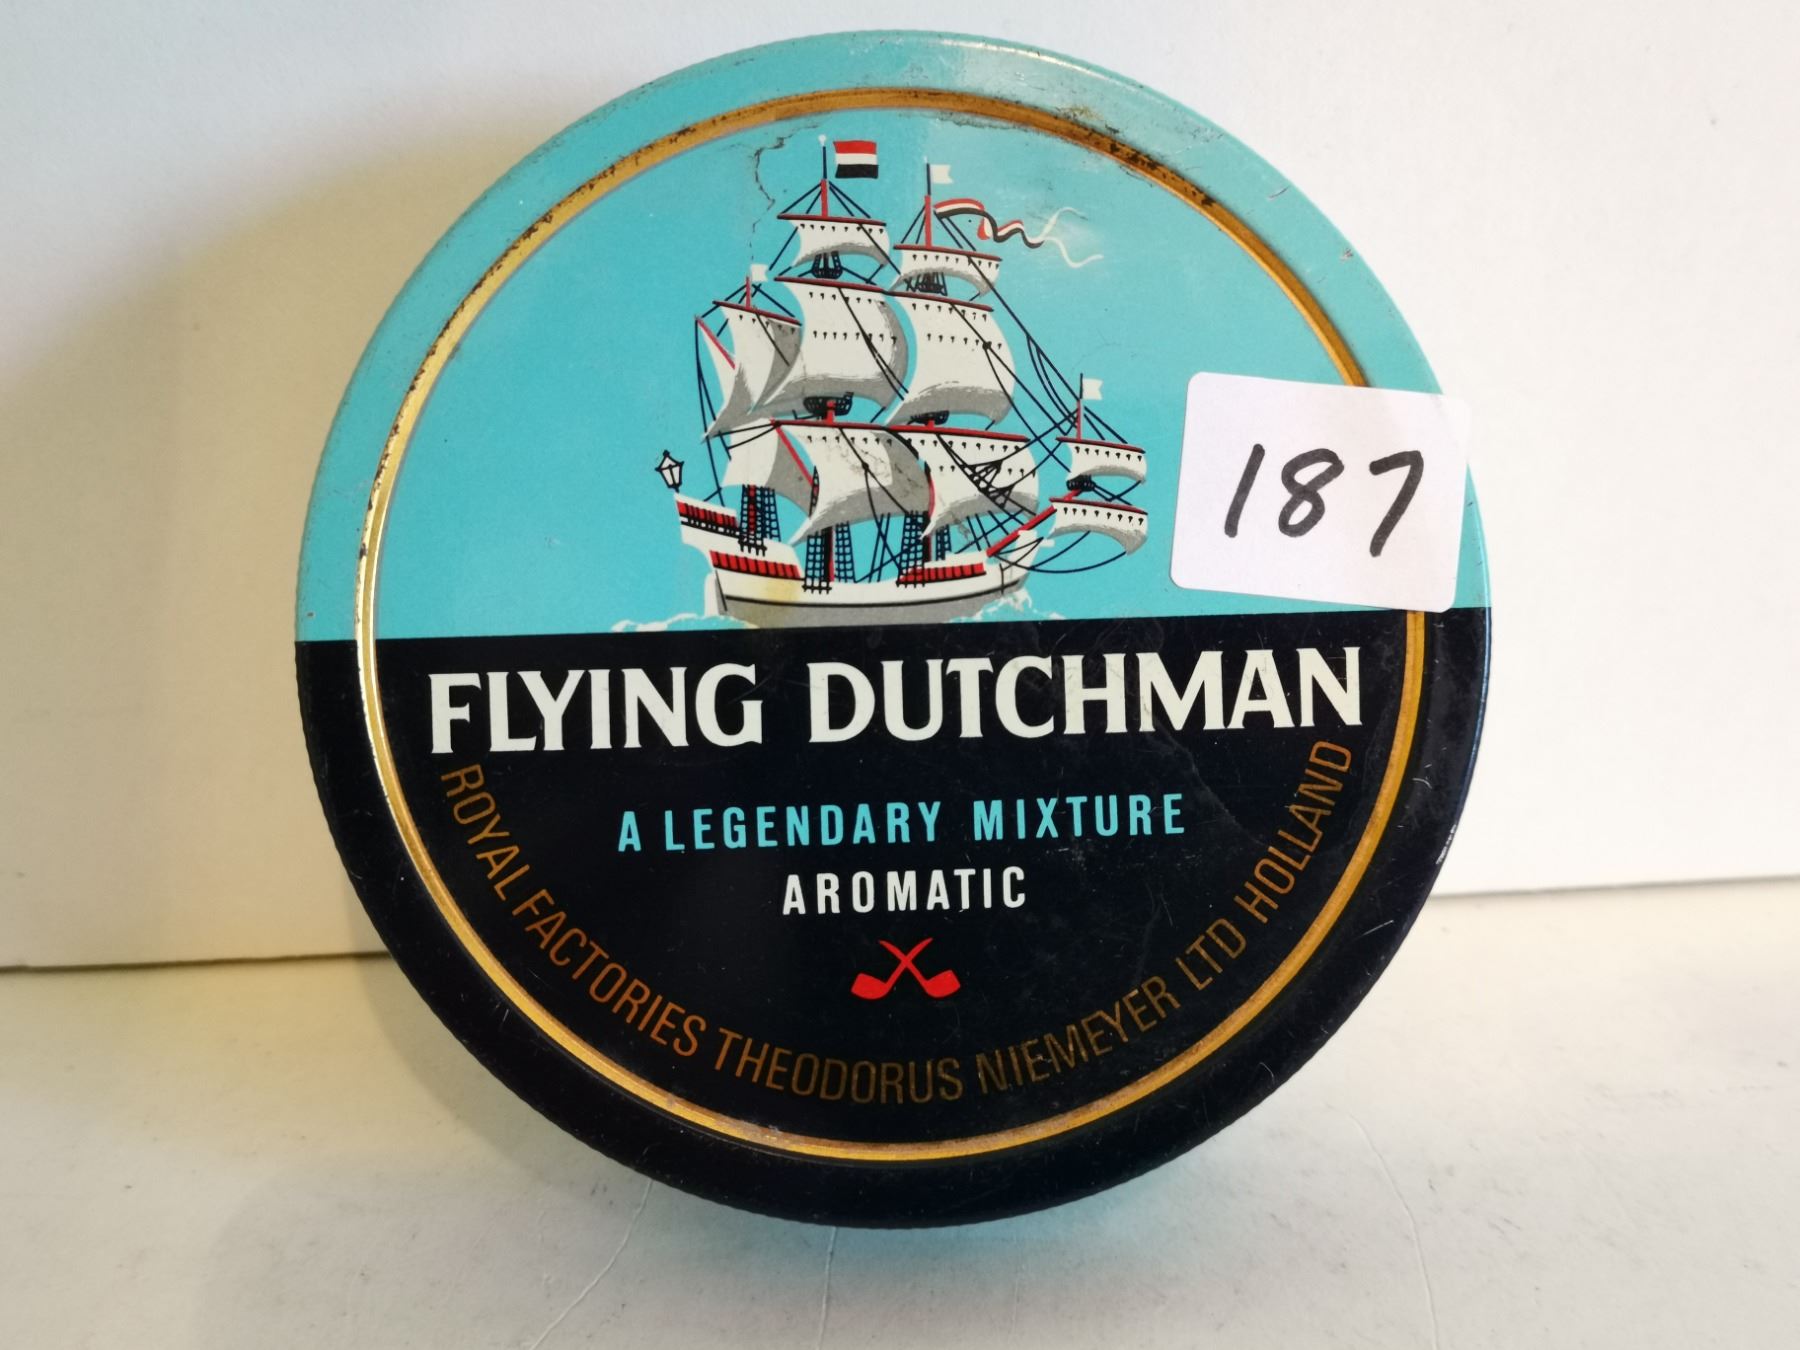 187
FLYING DUTCHMAN
A LEGENDARY MIXTURE
AROMATIC
ROYAL FACTORIES THEODORUS NIEMEYER LTD HOLLAND